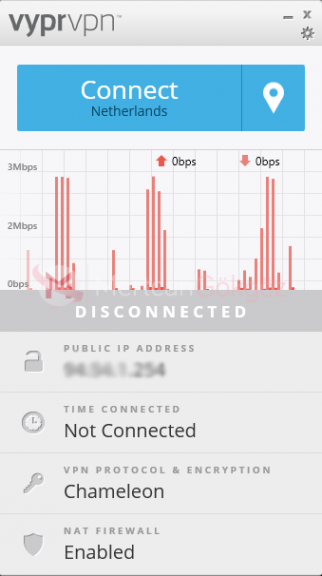 vyprvpn™
Connect
Netherlands
0bps 0bps
3Mbps
2Mbps
0bps
DISCONNECTED
PUBLIC IP ADDRESS
TIME CONNECTED
Not Connected
VPN PROTOCOL & ENCRYPTION
Chameleon
NAT FIREWALL
Enabled